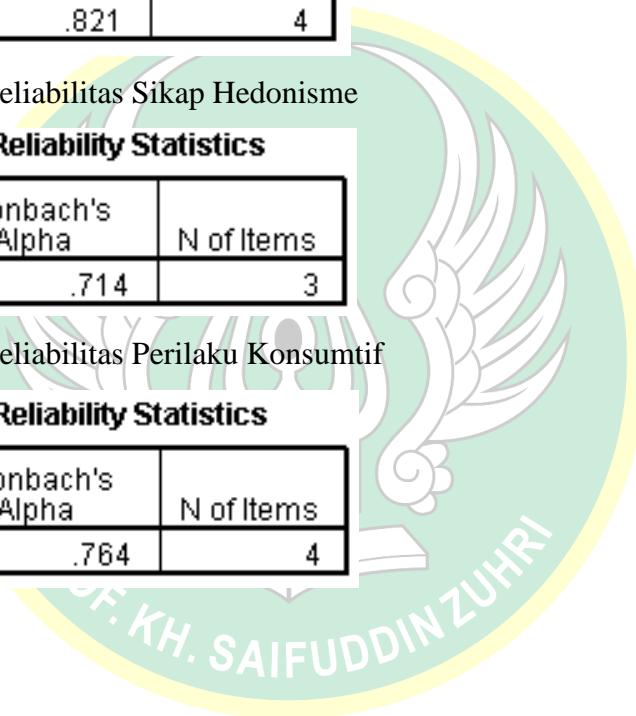 .821 4
eliabilitas Sikap Hedonisme
Reliability Statistics
onbach's
Alpha N of Items
.714 3
eliabilitas Perilaku Konsumtif
Reliability Statistics
onbach's
Alpha N of Items
.764 4
OF. KH. SAIFUDDIN ZUHRI